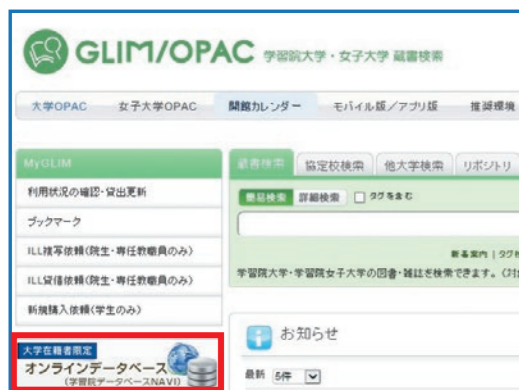 GLIM/OPAC 学習院大学・女子大学 蔵書検索
大学OPAC 女子大学OPAC 開館カレンダー モバイル版／アプリ版 推奨環境
MyGLIM
利用状況の確認・貸出更新
ブックマーク
ILL複写依頼(院生・専任教職員のみ)
ILL貸借依頼(院生・専任教職員のみ)
新規購入依頼(学生のみ)
大学在籍者限定
オンラインデータベース
(学習院データベースNAVI)
蔵書検索 協定校検索 他大学検索 リポジトリ
簡易検索 詳細検索 タグを含む
新着案内 | タグ検
学習院大学・学習院女子大学の図書・雑誌を検索できます。(対
お知らせ
最新 5件